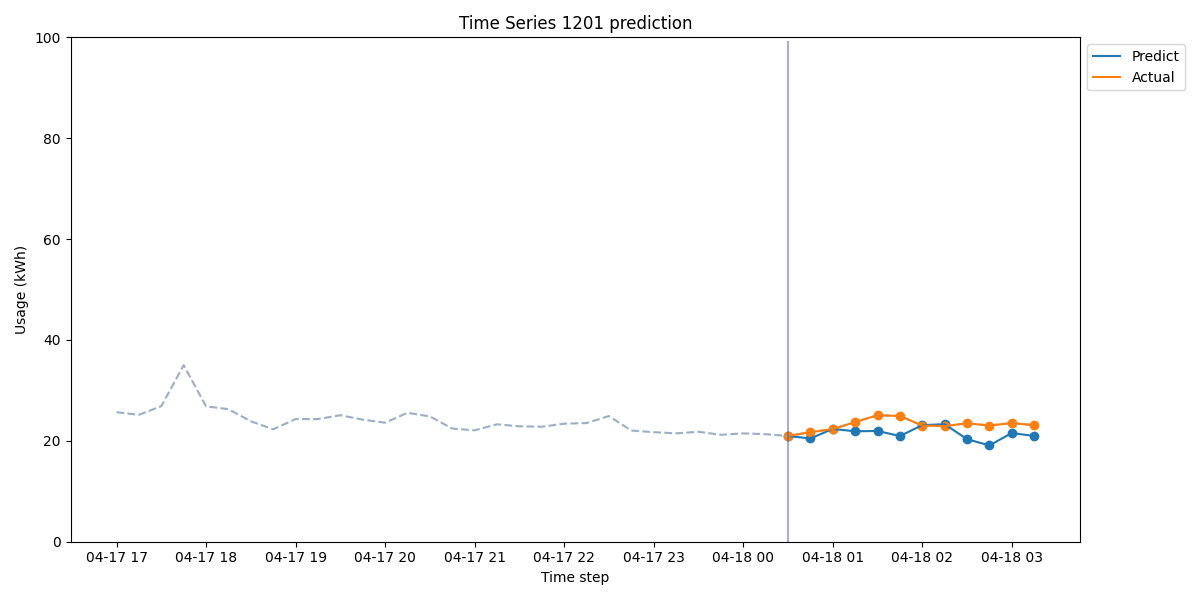 Time Series 1201 prediction
100
80
60
40
20
0
Usage (kWh)
04-17 17 04-17 18 04-17 19 04-17 20 04-17 21 04-17 22 04-17 23 04-18 00 04-18 01 04-18 02 04-18 03
Time step
Predict
Actual